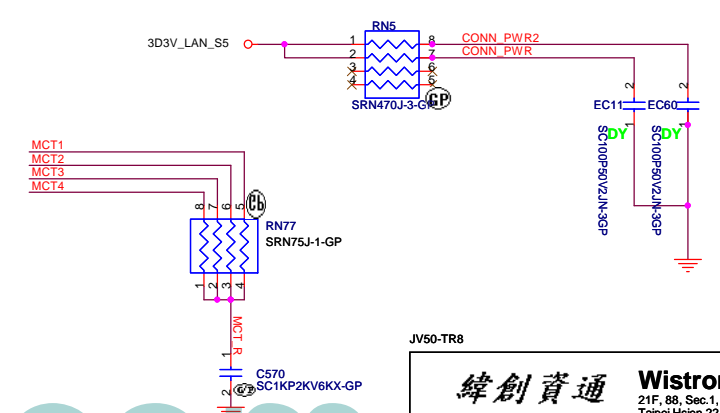 RN5
3D3V_LAN_S5
1
2
3
4
8
7
6
5
CONN_PWR2
CONN_PWR
SRN470J-3-GP
GP
2
2
EC11
EC60
1
1
DY
DY
SC100P50V2JN-3GP
SC100P50V2JN-3GP
MCT1
MCT2
MCT3
MCT4
8
7
6
5
RN77
SRN75J-1-GP
1
2
3
4
MCT_R
1
C570
2
SC1KP2KV6KX-GP
JV50-TR8
緯創資通
21F, 88, Sec.1,